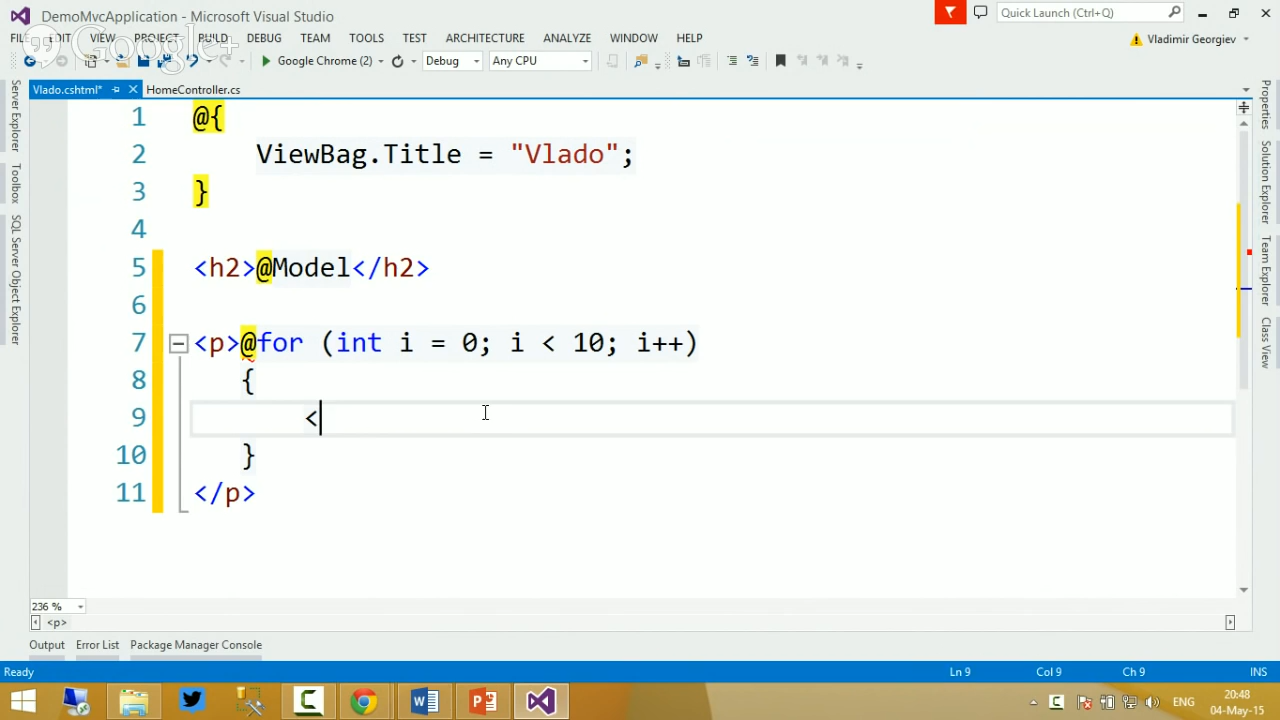 DemoMvcApplication - Microsoft Visual Studio
Quick Launch (Ctrl+Q)
FILE EDIT VIEW PROJECT BUILD DEBUG TEAM TOOLS TEST ARCHITECTURE ANALYZE WINDOW HELP
Vladimir Georgiev
Google+
Google Chrome (2) Debug Any CPU
Vlado.cshtml* HomeController.cs
Server Explorer
Toolbox
SQL Server Object Explorer
1 @{
2 ViewBag.Title = "Vlado";
3 }
4
5 <h2>@Model</h2>
6
7 <p>@for (int i = 0; i < 10; i++)
8 {
9 <
10 }
11 </p>
Properties
Solution Explorer
Team Explorer
Class View
236 %
<p>
Output Error List Package Manager Console
Ready Ln 9 Col 9 Ch 9 INS
ENG
20:48
04-May-15